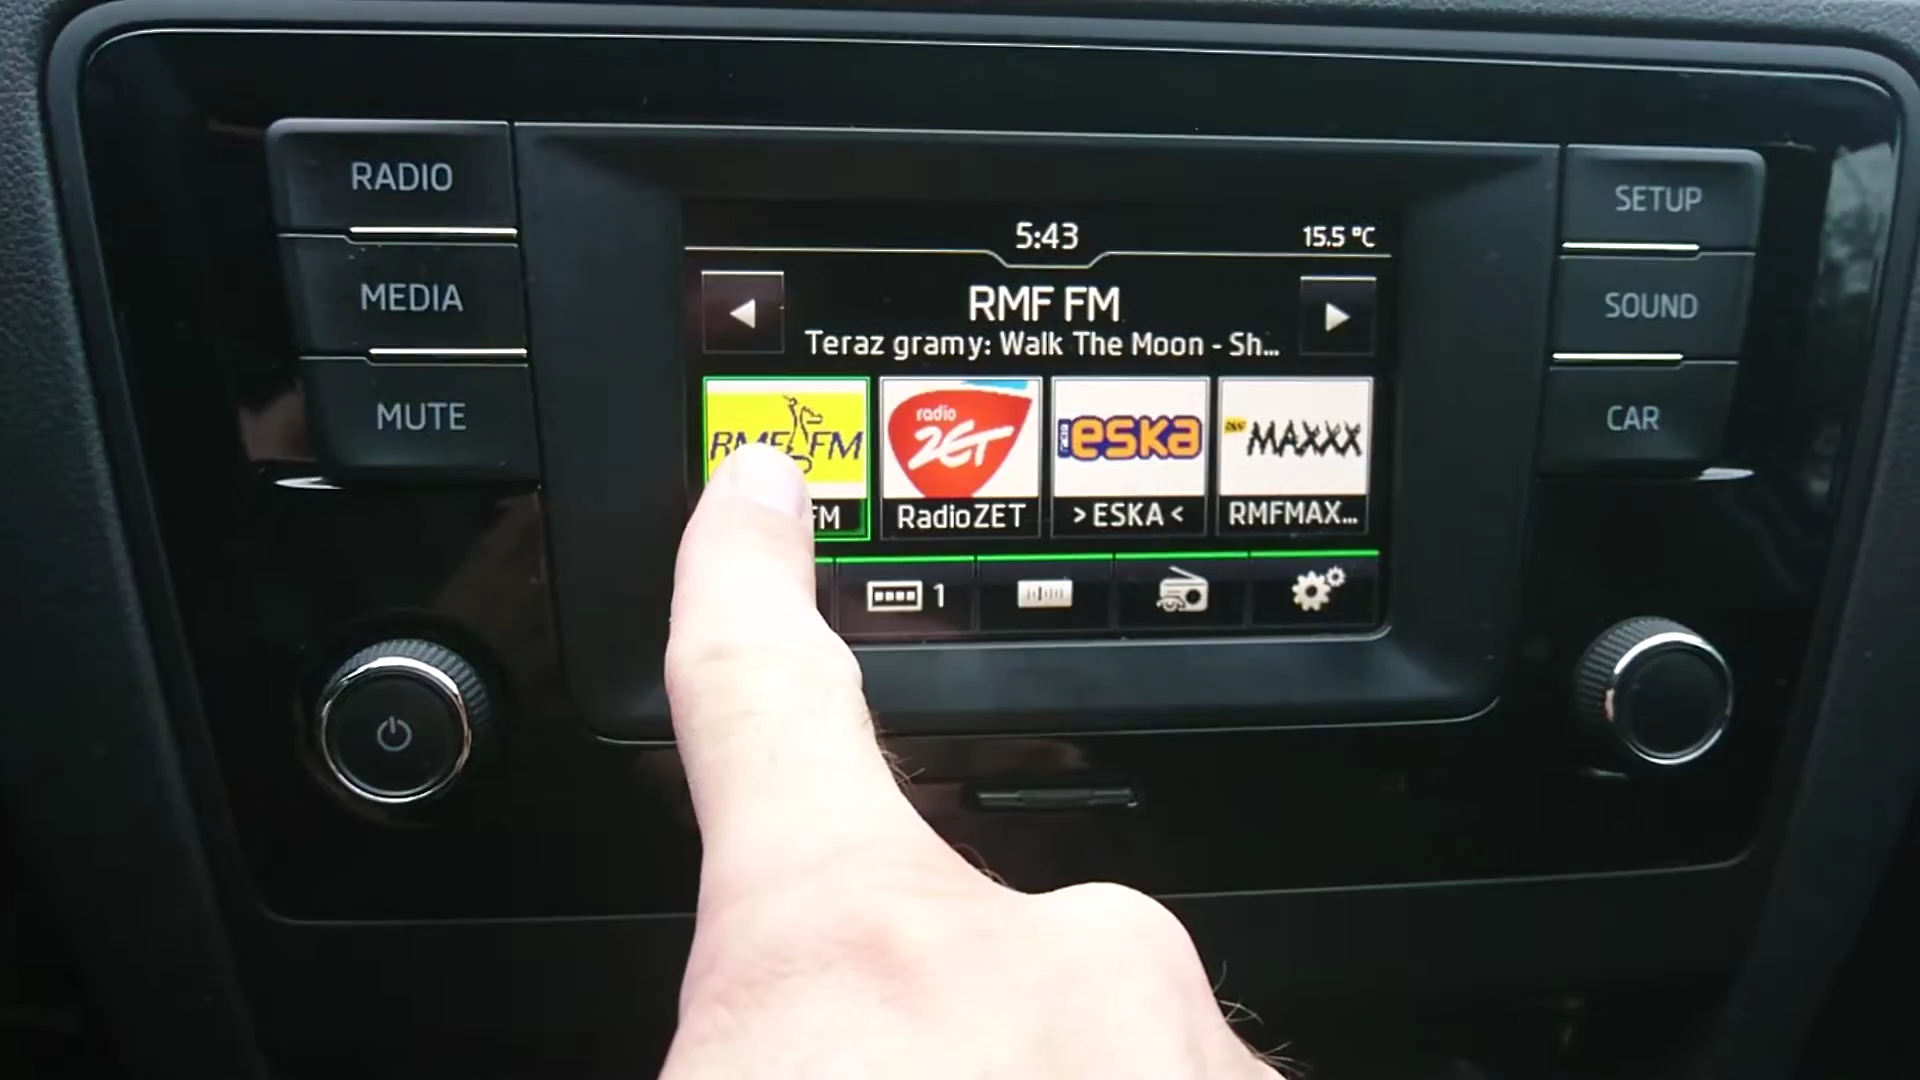 RADIO
MEDIA
MUTE
5:43
15.5 °C
RMF FM
Teraz gramy: Walk The Moon - Sh...
RMF FM
radio
ZET
eska
MAXXX
FM
RadioZET
>ESKA<
RMFMAX...
1
SETUP
SOUND
CAR